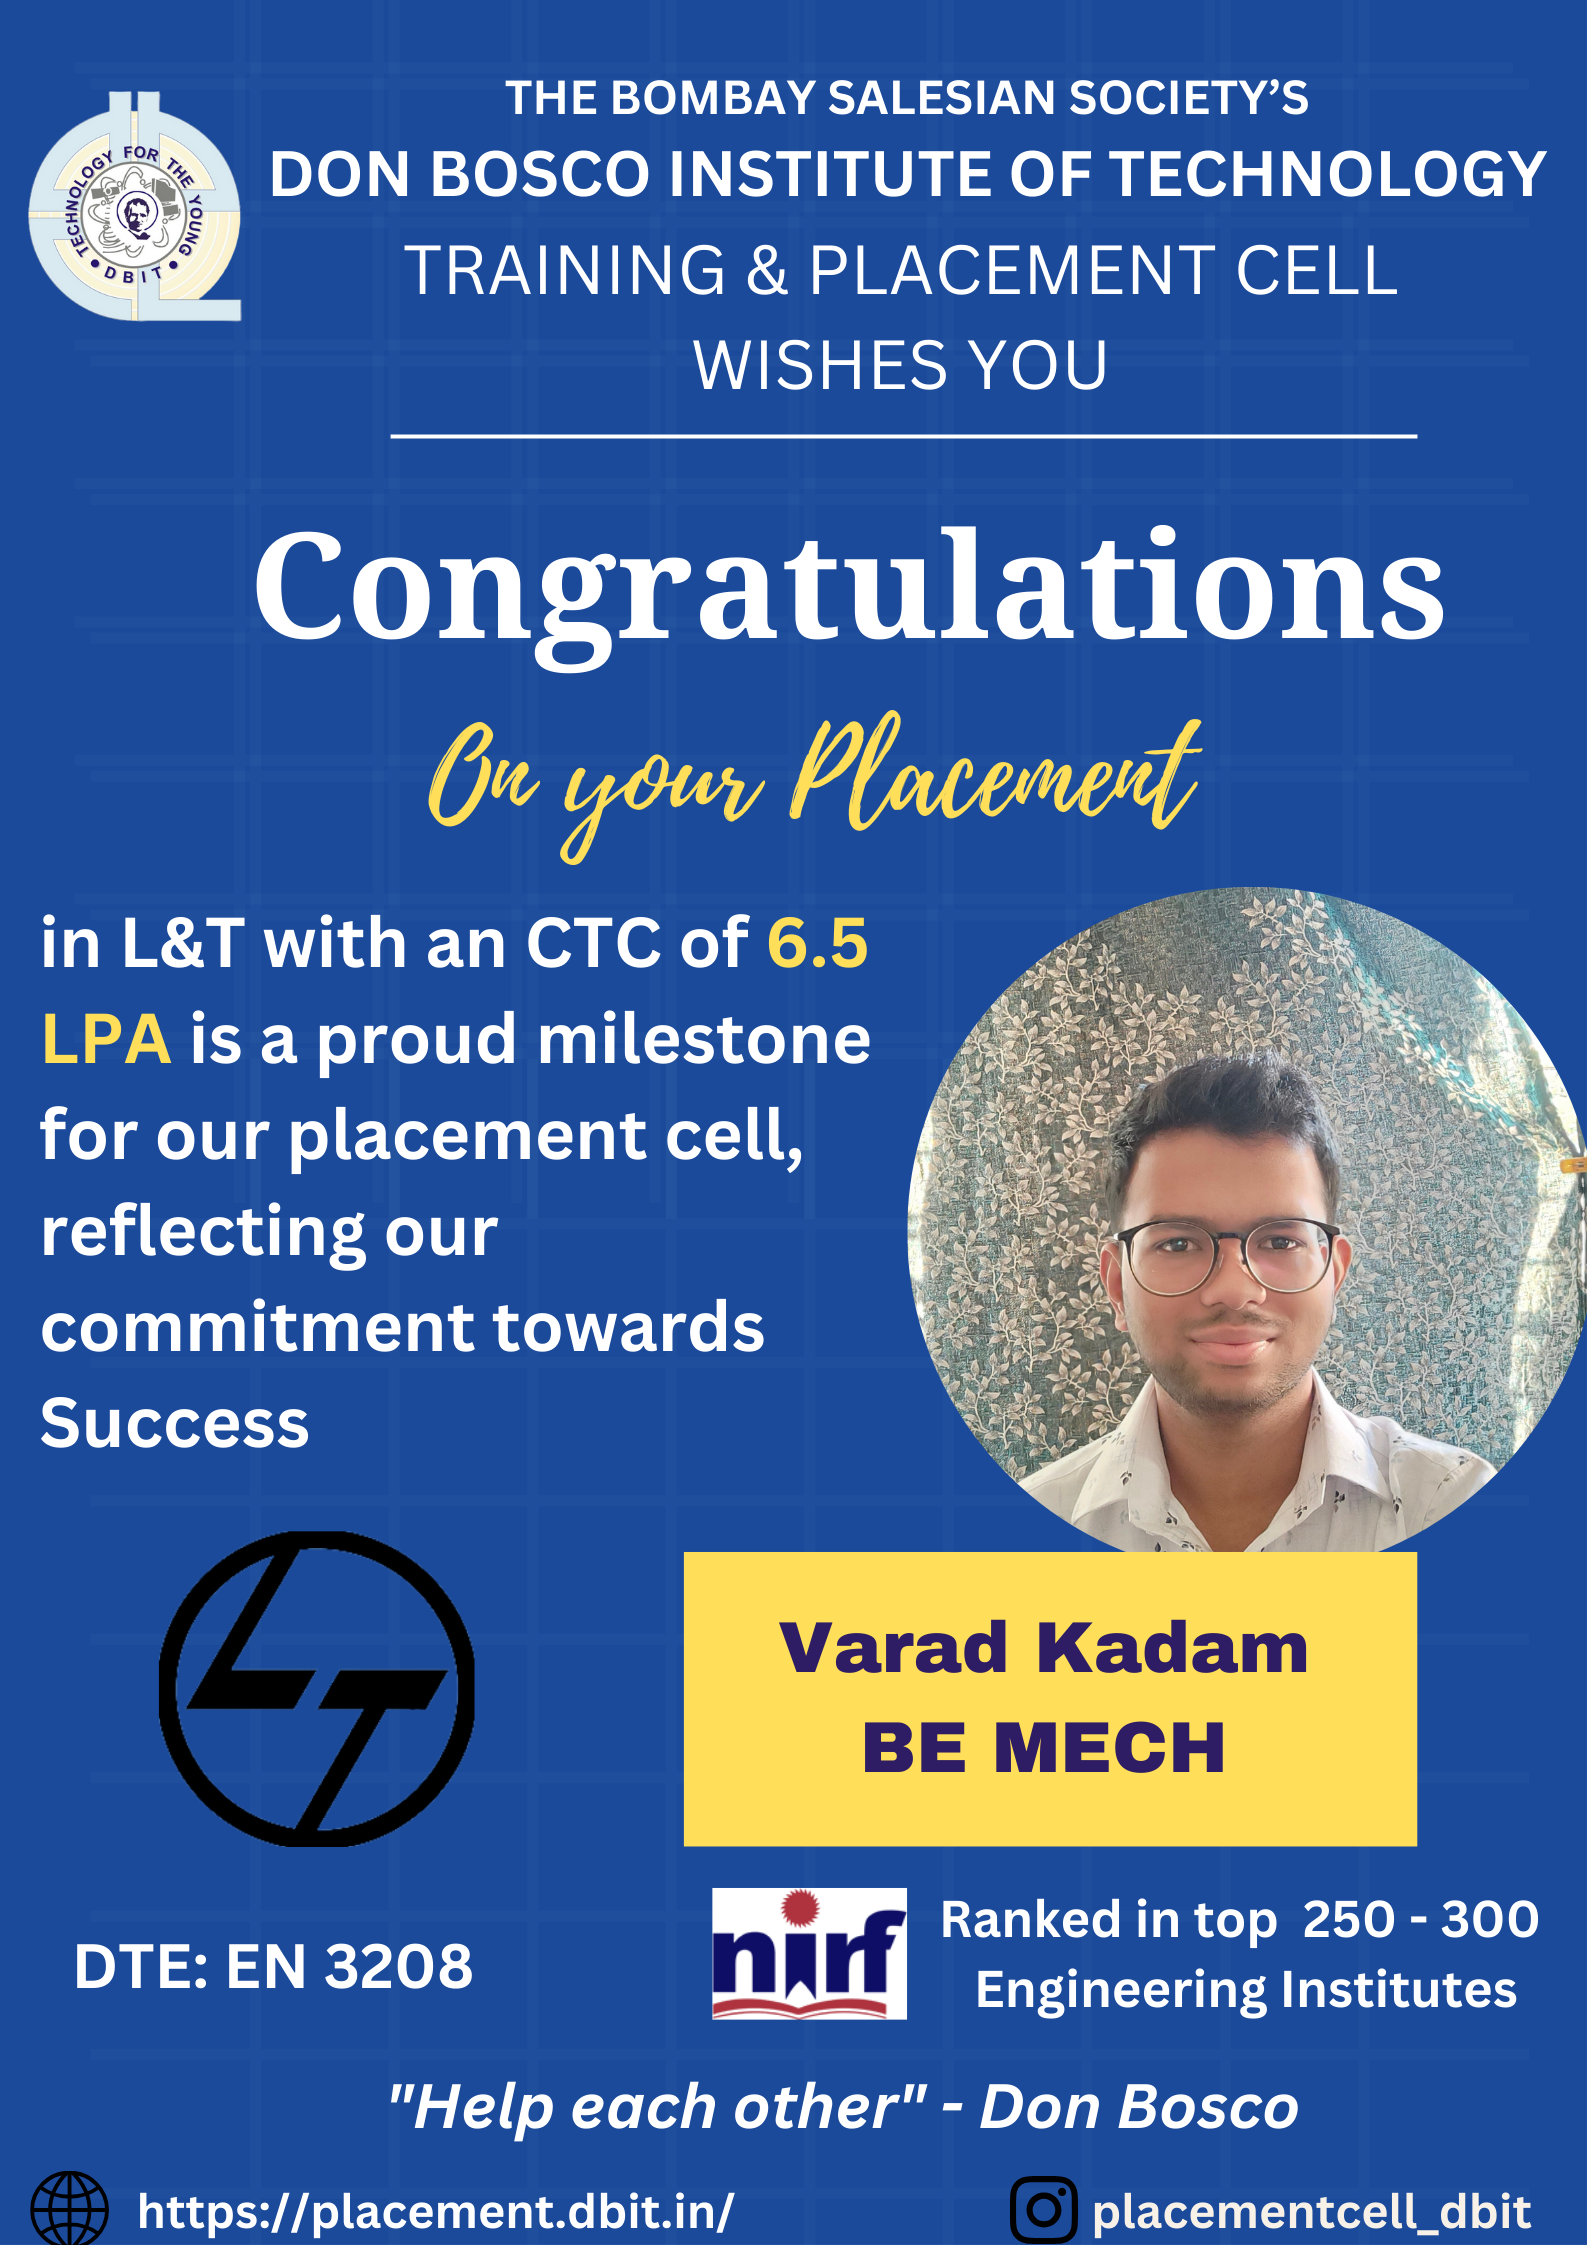 THE BOMBAY SALESIAN SOCIETY’S
DON BOSCO INSTITUTE OF TECHNOLOGY
TRAINING & PLACEMENT CELL
WISHES YOU
TECHNOLOGY FOR THE YOUNG
• DBIT •
Congratulations
On your Placement
in L&T with an CTC of 6.5
LPA is a proud milestone
for our placement cell,
reflecting our
commitment towards
Success
LT
Varad Kadam
BE MECH
DTE: EN 3208
nirf
Ranked in top 250 - 300
Engineering Institutes
"Help each other" - Don Bosco
https://placement.dbit.in/
placementcell_dbit